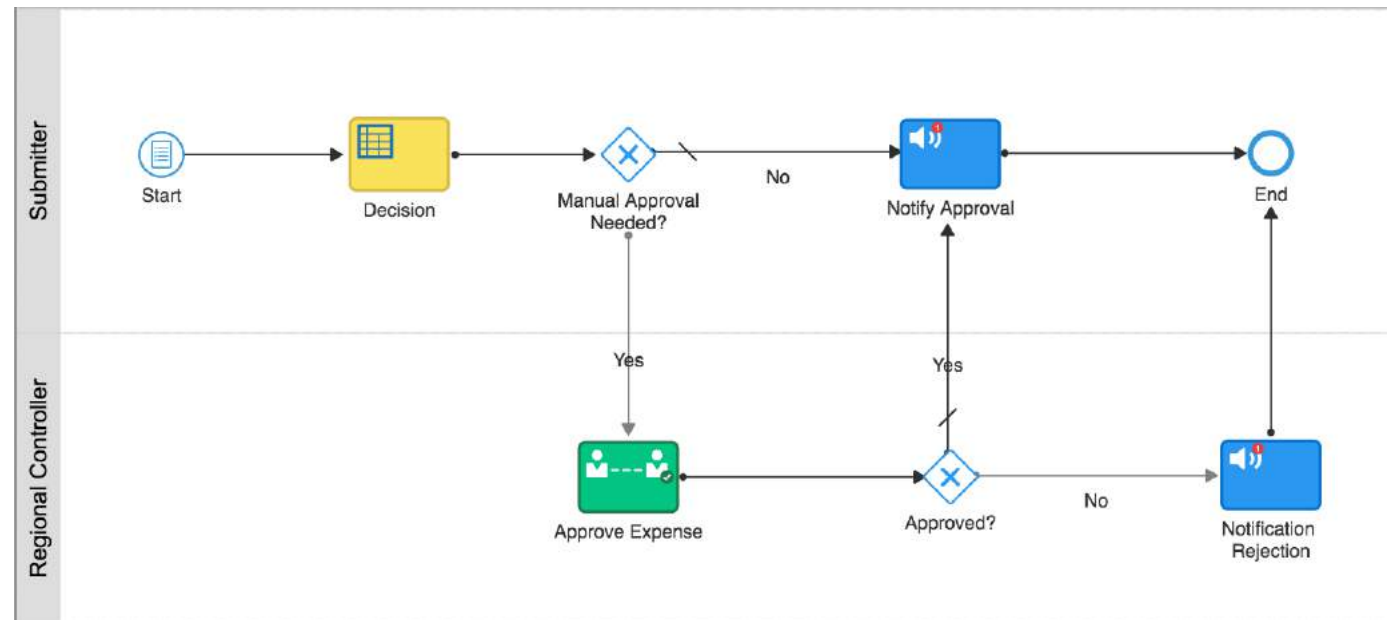 Submitter
Start
Decision
Manual Approval
Needed?
No
Notify Approval
End
Regional Controller
Yes
Yes
Approve Expense
Approved?
No
Notification
Rejection